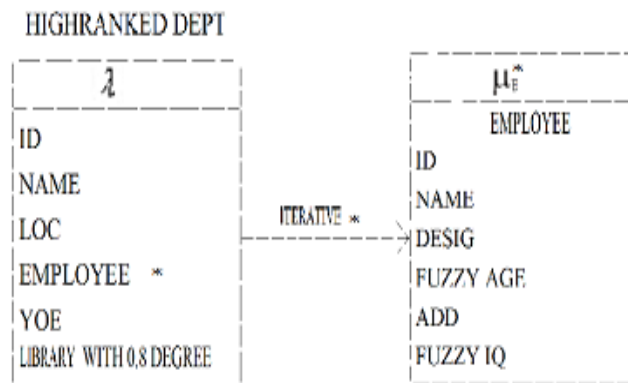 HIGHRANKED DEPT
λ
ID
NAME
LOC
EMPLOYEE *
YOE
LIBRARY WITH 0,8 DEGREE
ITERATIVE *
μE*
EMPLOYEE
ID
NAME
DESIG
FUZZY AGE
ADD
FUZZY IQ